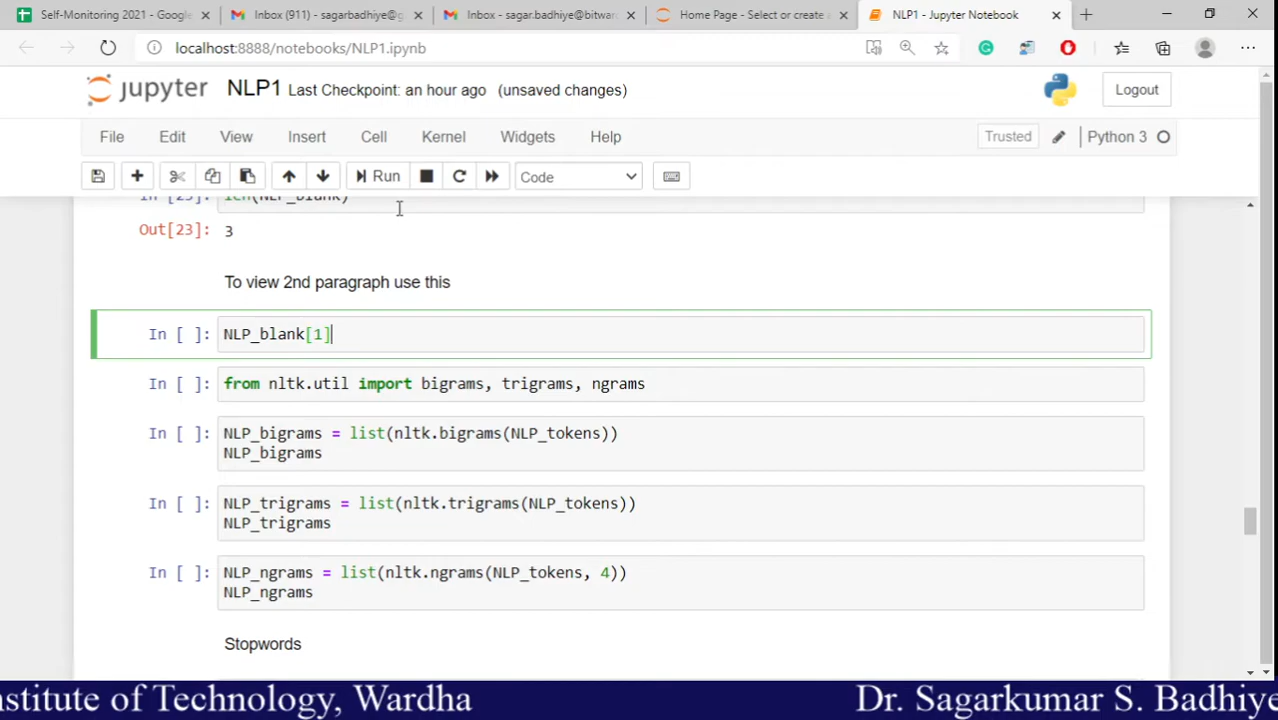 Self-Monitoring 2021 - Google
Inbox (911) - sagarbadhiye@g
Inbox - sagar.badhiye@bitwar
Home Page - Select or create a
NLP1 - Jupyter Notebook
localhost:8888/notebooks/NLP1.ipynb
jupyter NLP1 Last Checkpoint: an hour ago (unsaved changes)
Logout
File Edit View Insert Cell Kernel Widgets Help
Trusted
Python 3
Run
Code
In [23]: len(NLP_blank)
Out[23]: 3
To view 2nd paragraph use this
In [ ]: NLP_blank[1]
In [ ]: from nltk.util import bigrams, trigrams, ngrams
In [ ]: NLP_bigrams = list(nltk.bigrams(NLP_tokens))
NLP_bigrams
In [ ]: NLP_trigrams = list(nltk.trigrams(NLP_tokens))
NLP_trigrams
In [ ]: NLP_ngrams = list(nltk.ngrams(NLP_tokens, 4))
NLP_ngrams
Stopwords
nstitute of Technology, Wardha
Dr. Sagarkumar S. Badhiye